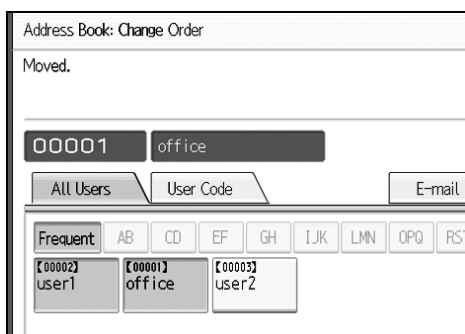 Address Book: Change Order
Moved.
00001 office
All Users User Code E-mail
Frequent AB CD EF GH IJK LMN OPQ RST
【00002】 【00001】 【00003】
user1 office user2